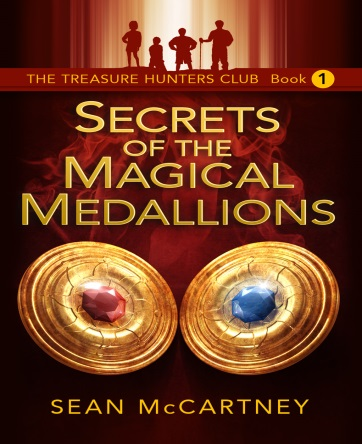 THE TREASURE HUNTERS CLUB Book 1
SECRETS
OF THE
MAGICAL
MEDALLIONS
SEAN MCCARTNEY